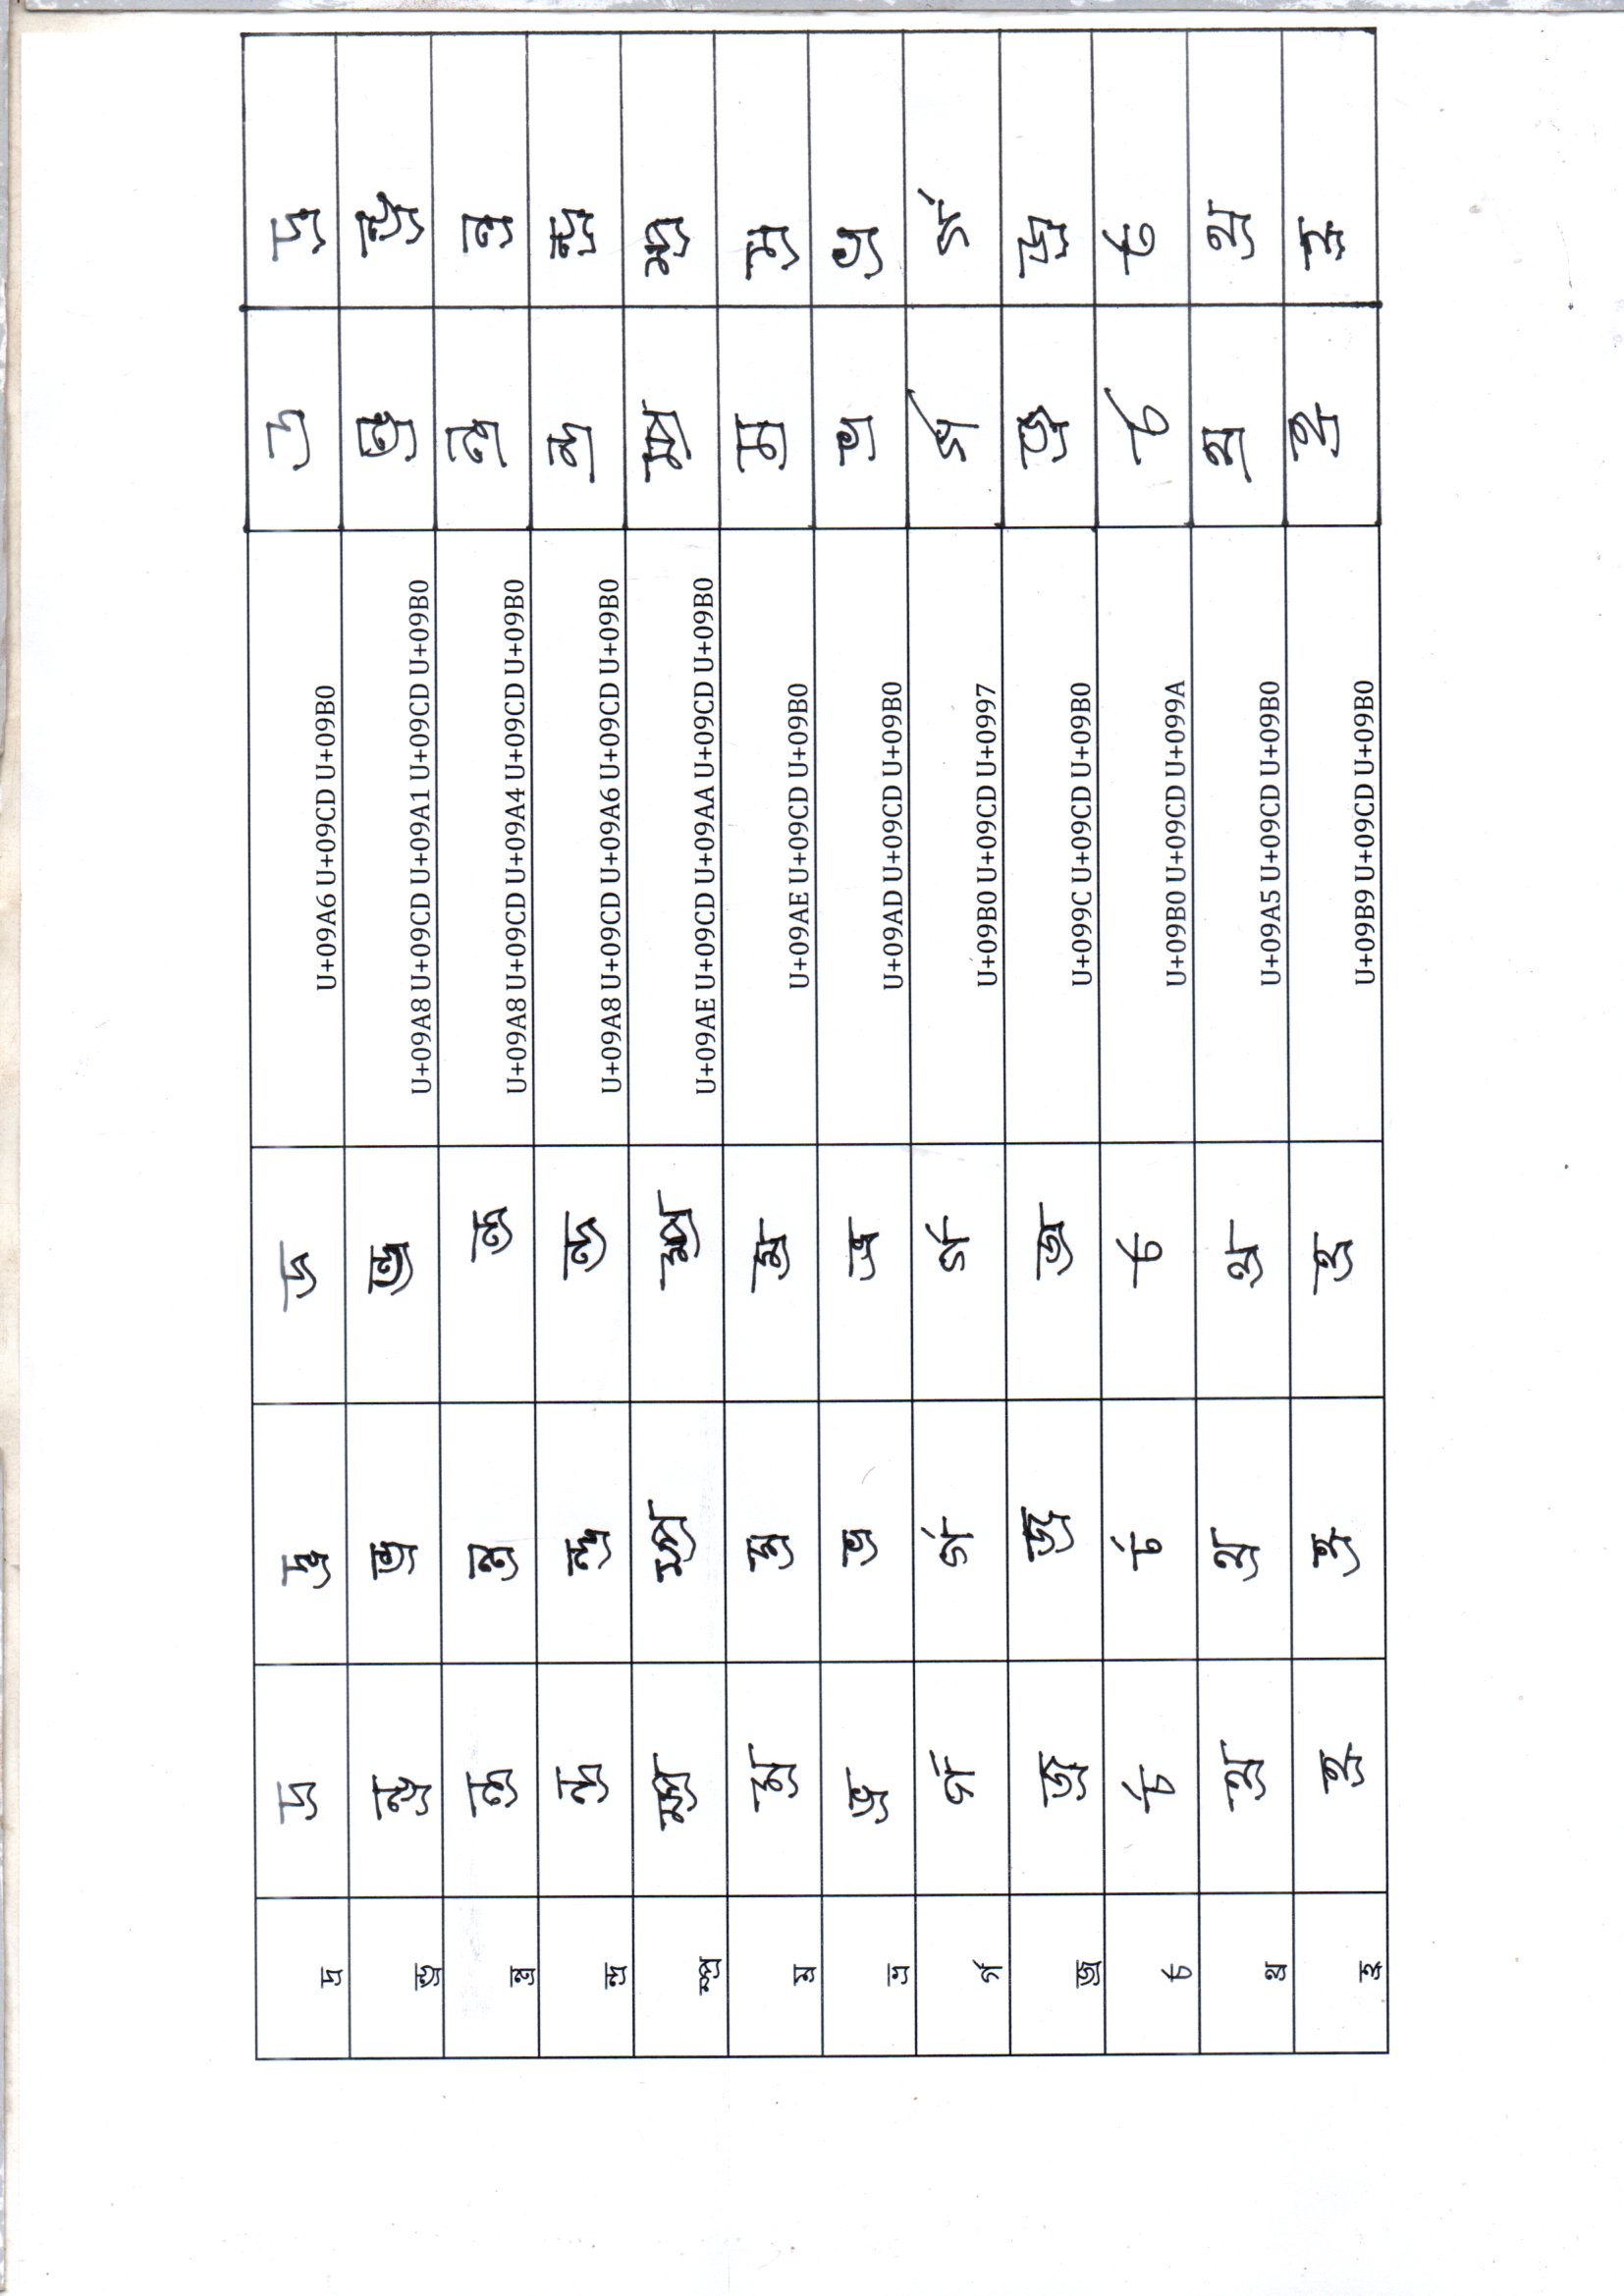 দ্র দ্র দ্র দ্র U+09A6 U+09CD U+09B0 দ্র দ্র
ন্ড্র ন্ড্র ন্ড্র ন্ড্র U+09A8 U+09CD U+09A1 U+09CD U+09B0 ন্ড্র ন্ড্র
ন্ত্র ন্ত্র ন্ত্র ন্ত্র U+09A8 U+09CD U+09A4 U+09CD U+09B0 ন্ত্র ন্ত্র
ন্দ্র ন্দ্র ন্দ্র ন্দ্র U+09A8 U+09CD U+09A6 U+09CD U+09B0 ন্দ্র ন্দ্র
ম্প্র ম্প্র ম্প্র ম্প্র U+09AE U+09CD U+09AA U+09CD U+09B0 ম্প্র ম্প্র
ম্র ম্র ম্র ম্র U+09AE U+09CD U+09B0 ম্র ম্র
ভ্র ভ্র ভ্র ভ্র U+09AD U+09CD U+09B0 ভ্র ভ্র
র্গ র্গ র্গ র্গ U+09B0 U+09CD U+0997 র্গ র্গ
জ্র জ্র জ্র জ্র U+099C U+09CD U+09B0 জ্র জ্র
র্চ র্চ র্চ র্চ U+09B0 U+09CD U+099A র্চ র্চ
থ্র থ্র থ্র থ্র U+09A5 U+09CD U+09B0 থ্র থ্র
হ্র হ্র হ্র হ্র U+09B9 U+09CD U+09B0 হ্র হ্র